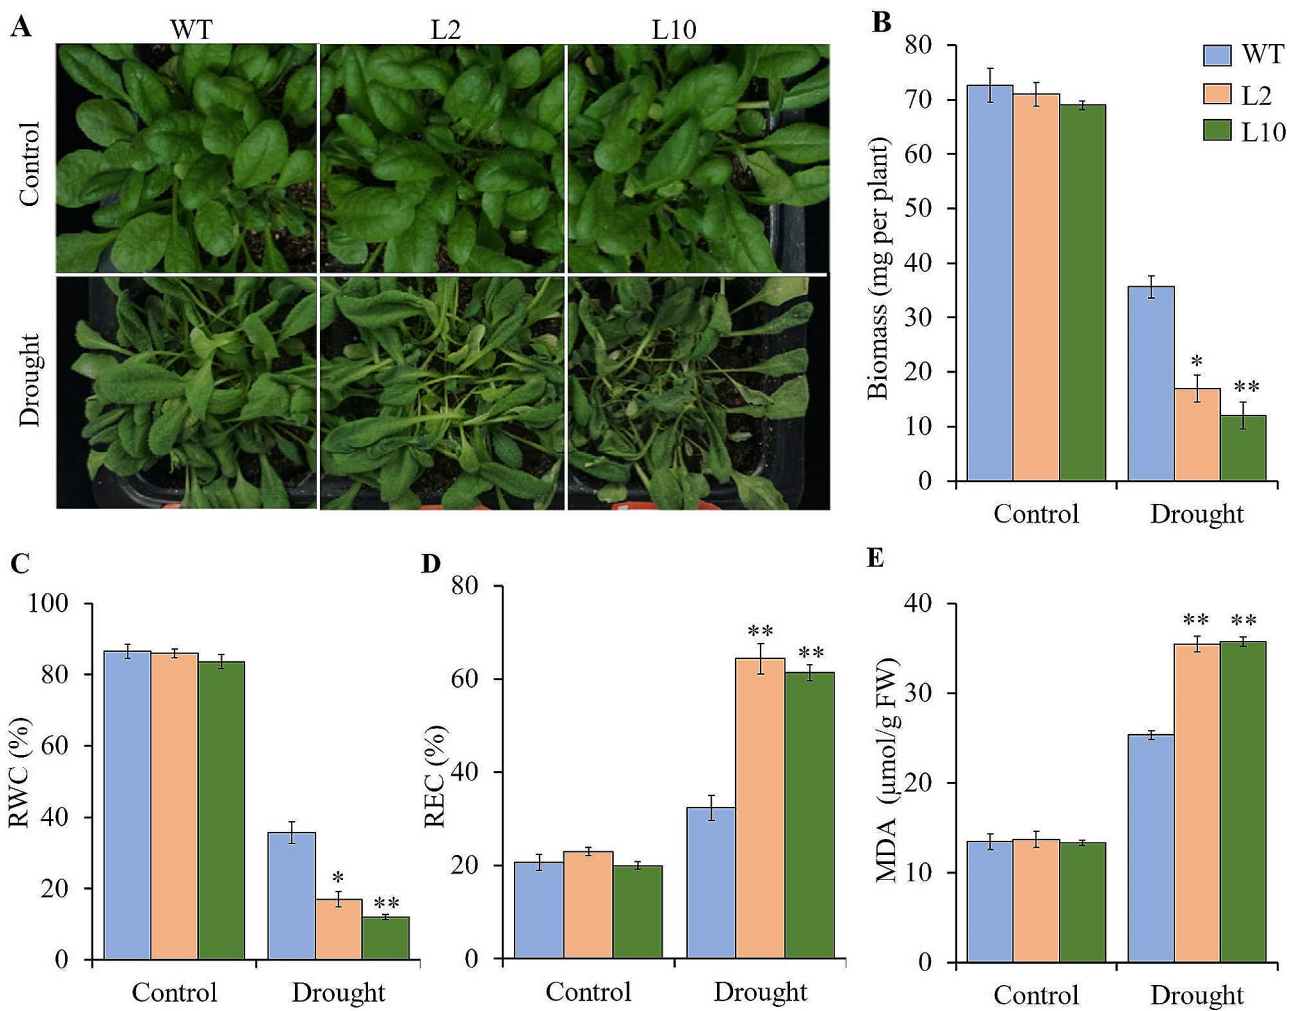 A
WT
L2
L10
Control
Drought
B
80
70
60
50
40
30
20
10
0
Biomass (mg per plant)
WT
L2
L10
*
**
Control
Drought
C
100
80
60
40
20
0
RWC (%)
*
**
Control
Drought
D
80
60
40
20
0
REC (%)
**
**
Control
Drought
E
40
30
20
10
0
MDA (µmol/g FW)
**
**
Control
Drought